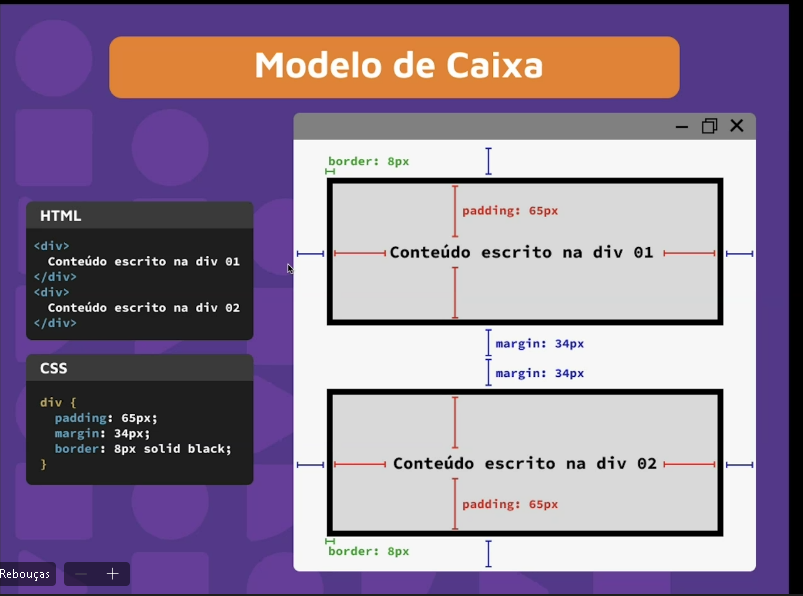 Modelo de Caixa
HTML
<div>
Conteúdo escrito na div 01
</div>
<div>
Conteúdo escrito na div 02
</div>
CSS
div {
padding: 65px;
margin: 34px;
border: 8px solid black;
}
border: 8px
padding: 65px
Conteúdo escrito na div 01
margin: 34px
margin: 34px
Conteúdo escrito na div 02
padding: 65px
border: 8px
Rebouças